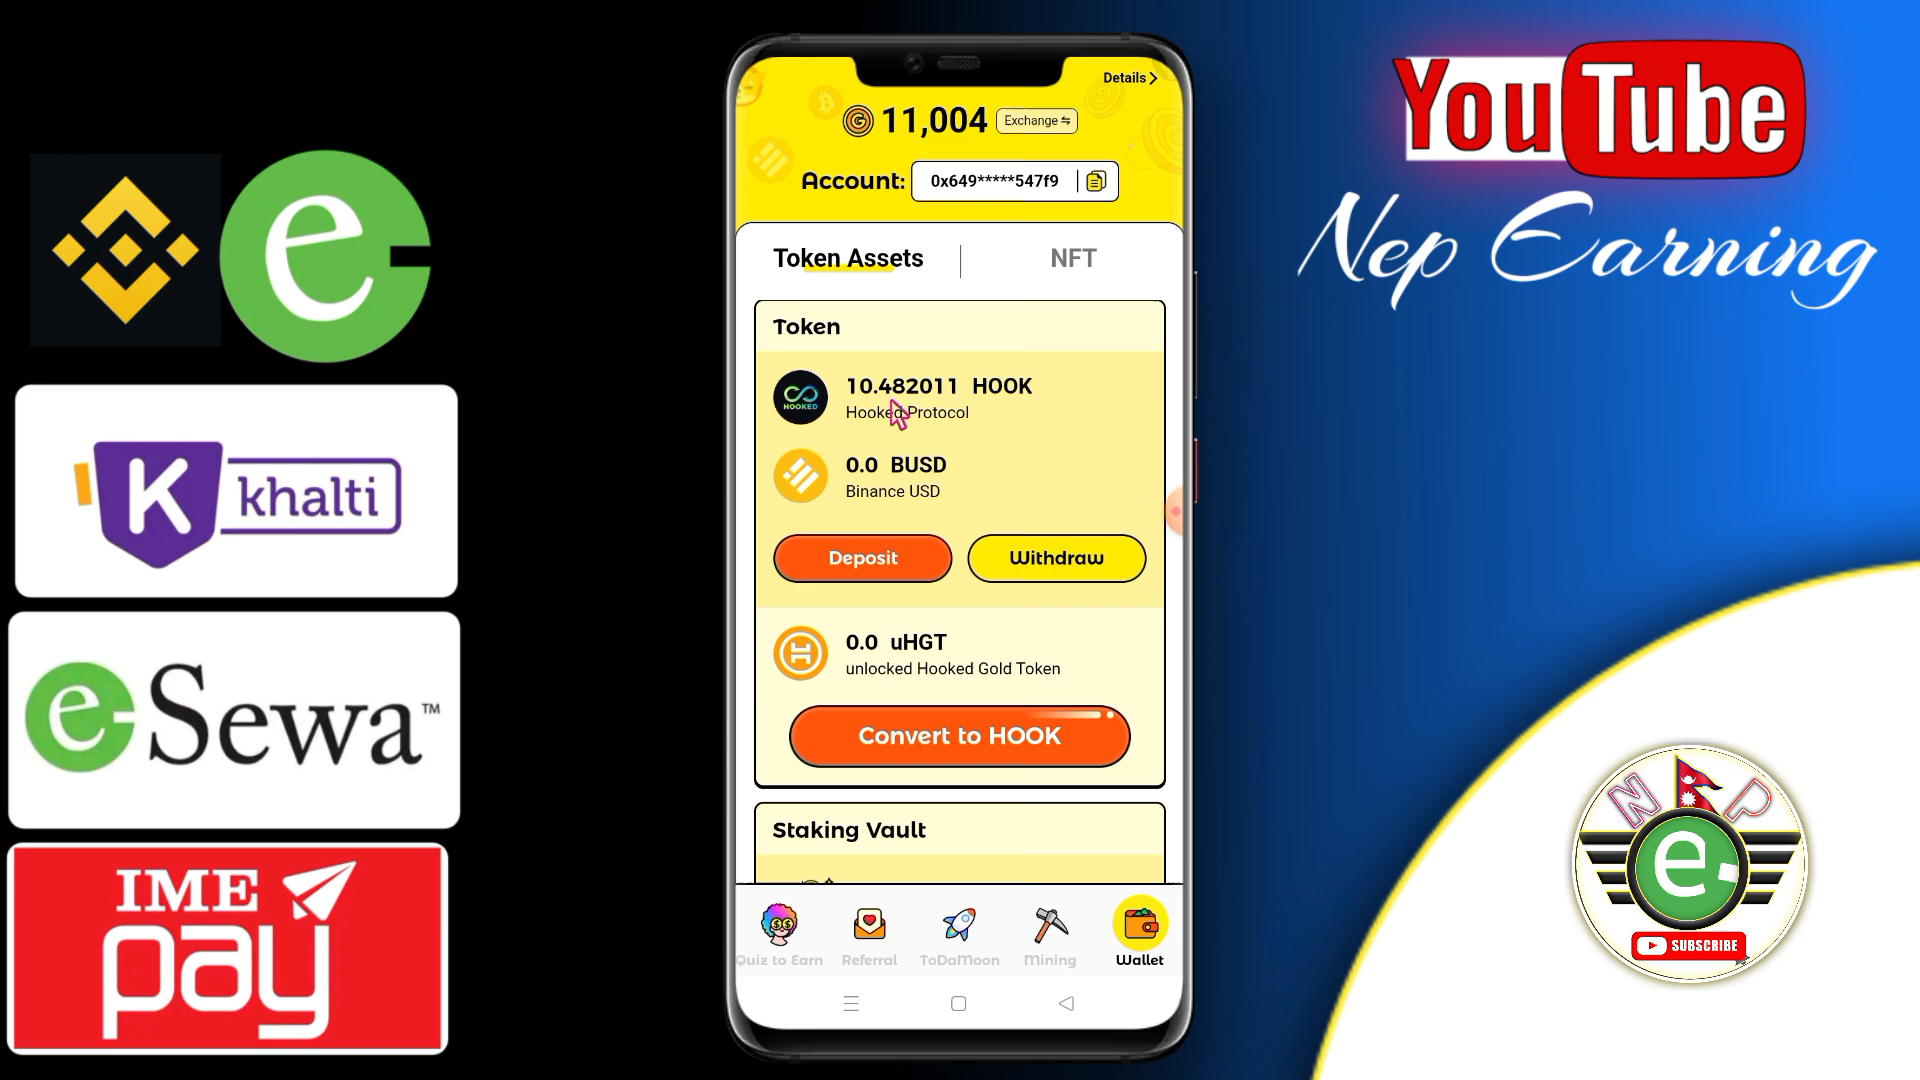 YouTube
Nep Earning
e
K khalti
e Sewa™
IME
pay
Details
11,004 Exchange
Account: 0x649*****547f9
Token Assets
NFT
Token
10.482011 HOOK
HOOKED
Hooked Protocol
0.0 BUSD
Binance USD
Deposit
Withdraw
0.0 uHGT
unlocked Hooked Gold Token
Convert to HOOK
Staking Vault
Quiz to Earn
Referral
ToDaMoon
Mining
Wallet
N P
e
SUBSCRIBE